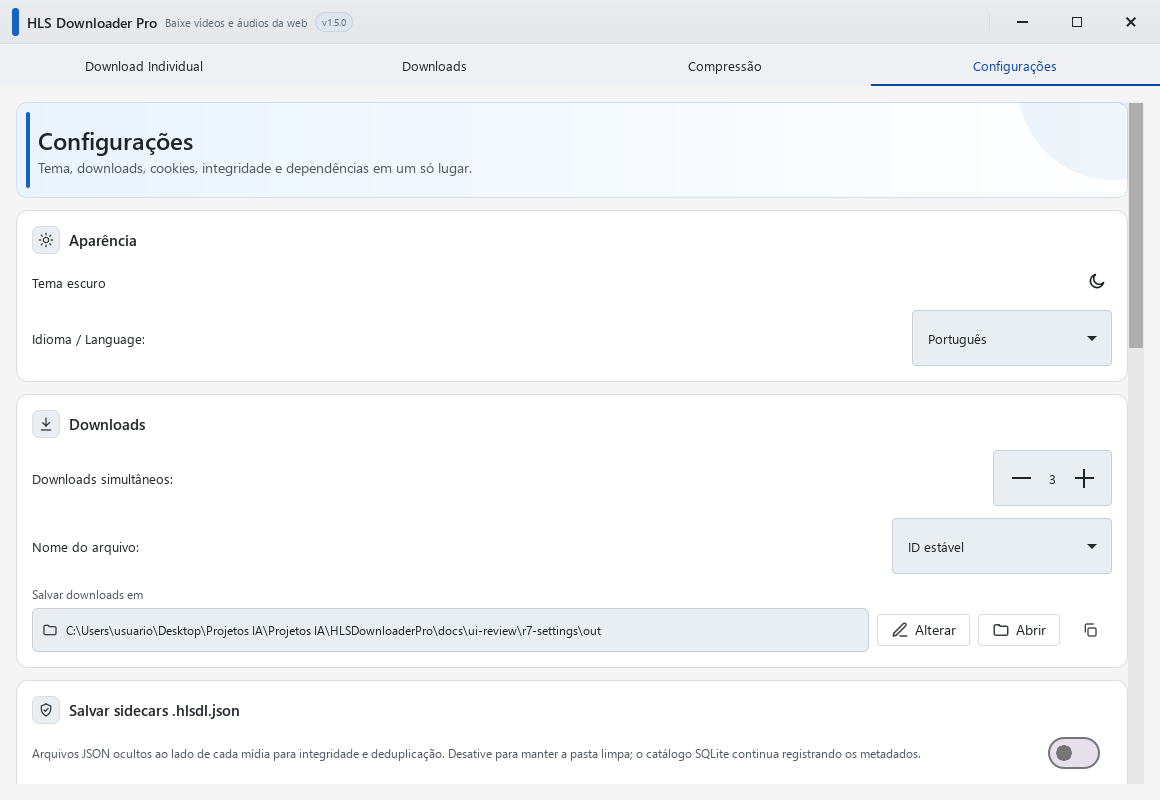 HLS Downloader Pro Baixe vídeos e áudios da web v1.5.0
Download Individual Downloads Compressão Configurações
Configurações
Tema, downloads, cookies, integridade e dependências em um só lugar.
Aparência
Tema escuro
Idioma / Language: Português
Downloads
Downloads simultâneos: 3
Nome do arquivo: ID estável
Salvar downloads em
C:\Users\usuario\Desktop\Projetos IA\Projetos IA\HLSDownloaderPro\docs\ui-review\r7-settings\out Alterar Abrir
Salvar sidecars .hlsdl.json
Arquivos JSON ocultos ao lado de cada mídia para integridade e deduplicação. Desative para manter a pasta limpa; o catálogo SQLite continua registrando os metadados.